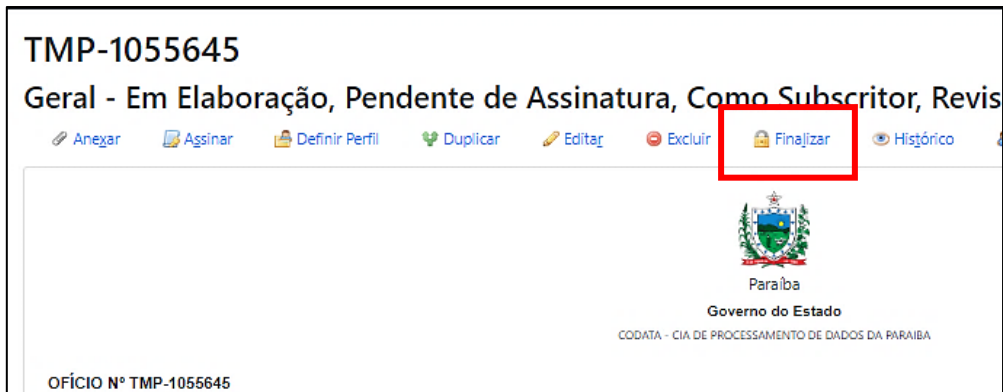 TMP-1055645
Geral - Em Elaboração, Pendente de Assinatura, Como Subscritor, Revis
Anexar Assinar Definir Perfil Duplicar Editar Excluir Finalizar Histórico
Paraíba
Governo do Estado
CODATA - CIA DE PROCESSAMENTO DE DADOS DA PARAIBA
OFÍCIO Nº TMP-1055645